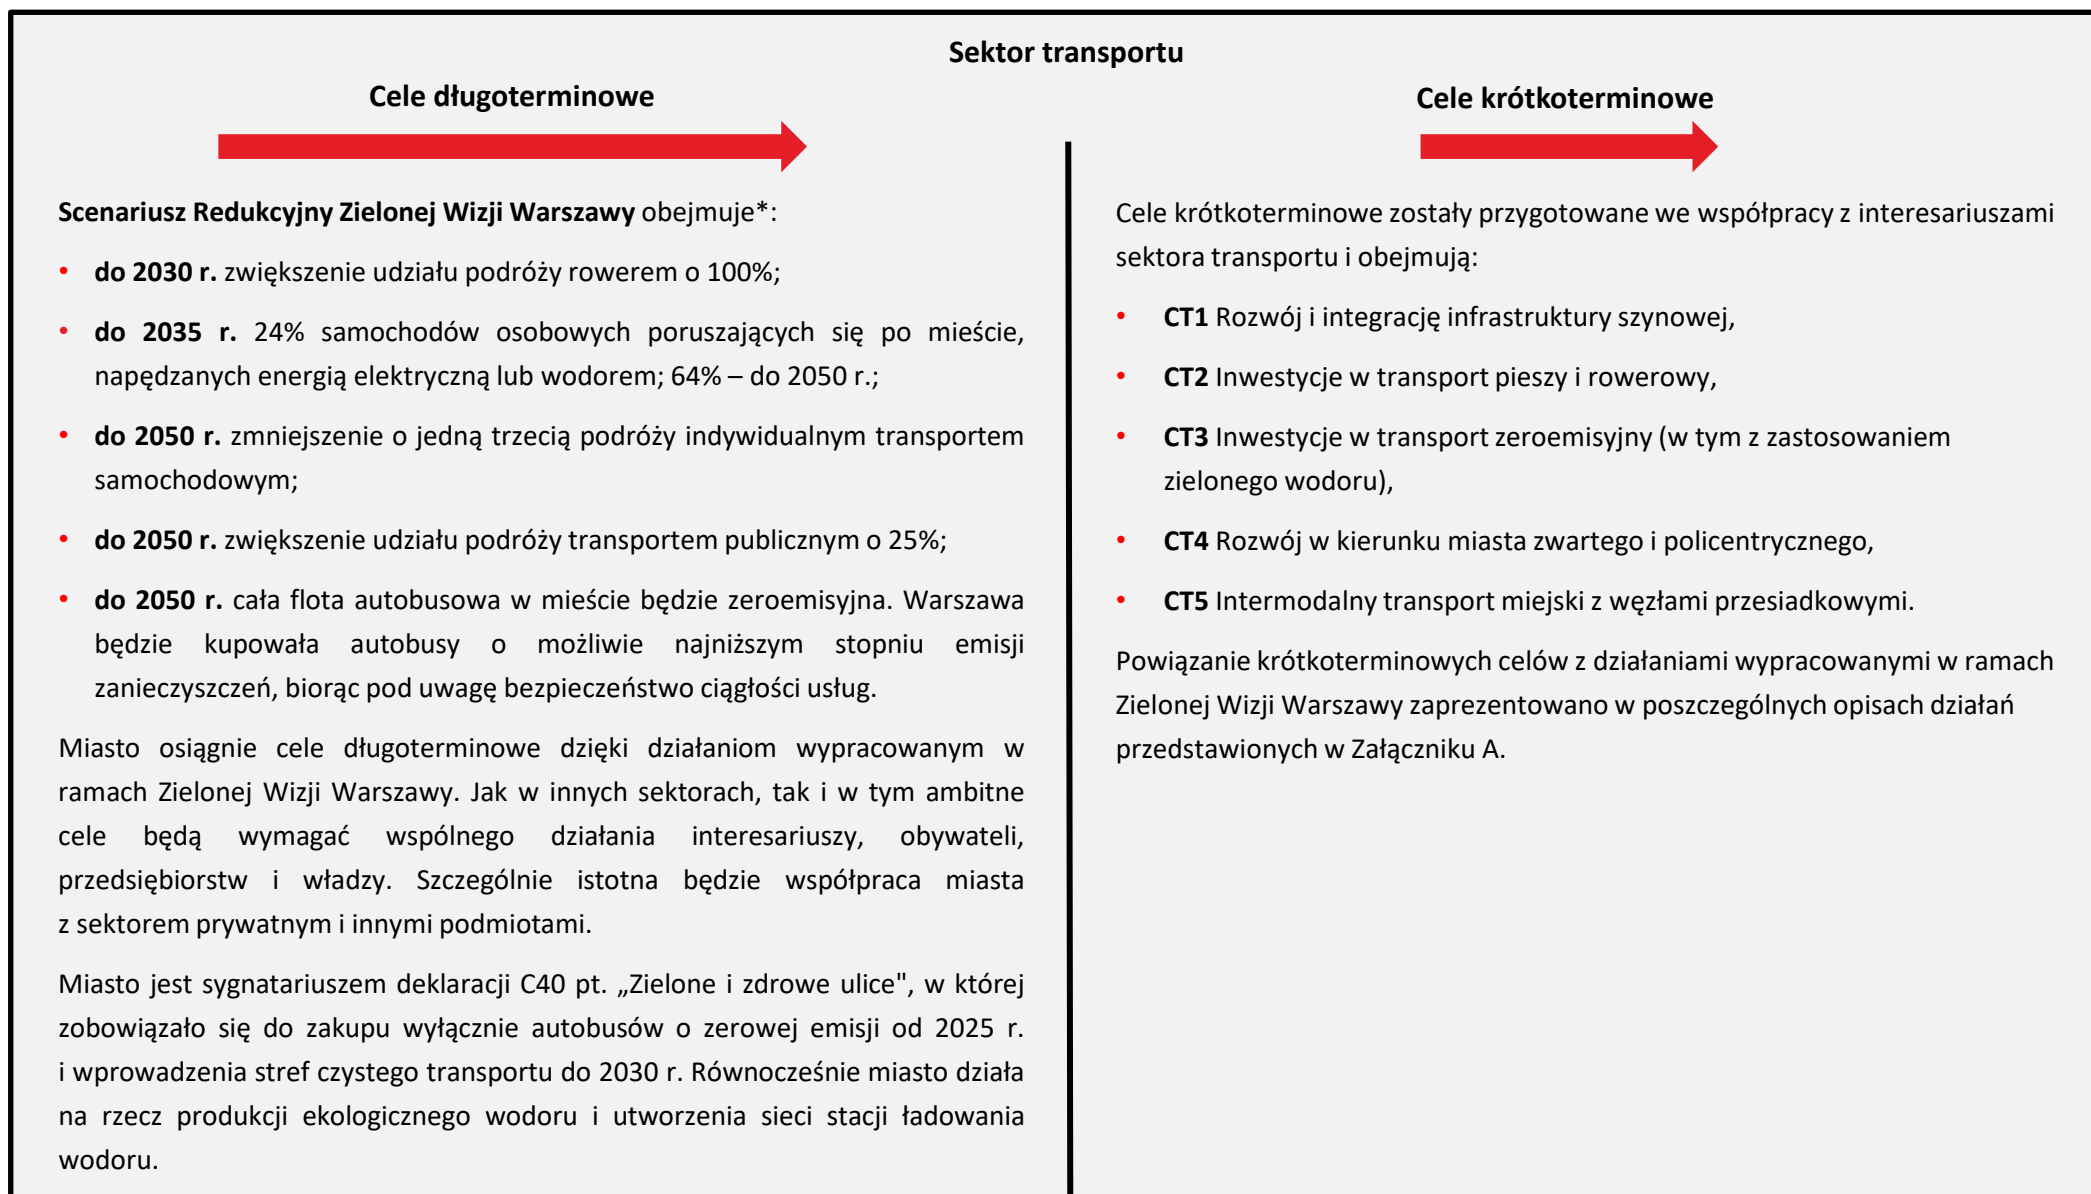 Sektor transportu
Cele długoterminowe
Scenariusz Redukcyjny Zielonej Wizji Warszawy obejmuje*:
• do 2030 r. zwiększenie udziału podróży rowerem o 100%;
• do 2035 r. 24% samochodów osobowych poruszających się po mieście,
napędzanych energią elektryczną lub wodorem; 64% – do 2050 r.;
• do 2050 r. zmniejszenie o jedną trzecią podróży indywidualnym transportem
samochodowym;
• do 2050 r. zwiększenie udziału podróży transportem publicznym o 25%;
• do 2050 r. cała flota autobusowa w mieście będzie zeroemisyjna. Warszawa
będzie kupowała autobusy o możliwie najniższym stopniu emisji
zanieczyszczeń, biorąc pod uwagę bezpieczeństwo ciągłości usług.
Miasto osiągnie cele długoterminowe dzięki działaniom wypracowanym w
ramach Zielonej Wizji Warszawy. Jak w innych sektorach, tak i w tym ambitne
cele będą wymagać wspólnego działania interesariuszy, obywateli,
przedsiębiorstw i władzy. Szczególnie istotna będzie współpraca miasta
z sektorem prywatnym i innymi podmiotami.
Miasto jest sygnatariuszem deklaracji C40 pt. „Zielone i zdrowe ulice", w której
zobowiązało się do zakupu wyłącznie autobusów o zerowej emisji od 2025 r.
i wprowadzenia stref czystego transportu do 2030 r. Równocześnie miasto działa
na rzecz produkcji ekologicznego wodoru i utworzenia sieci stacji ładowania
wodoru.
Cele krótkoterminowe
Cele krótkoterminowe zostały przygotowane we współpracy z interesariuszami
sektora transportu i obejmują:
• CT1 Rozwój i integrację infrastruktury szynowej,
• CT2 Inwestycje w transport pieszy i rowerowy,
• CT3 Inwestycje w transport zeroemisyjny (w tym z zastosowaniem
zielonego wodoru),
• CT4 Rozwój w kierunku miasta zwartego i policentrycznego,
• CT5 Intermodalny transport miejski z węzłami przesiadkowymi.
Powiązanie krótkoterminowych celów z działaniami wypracowanymi w ramach
Zielonej Wizji Warszawy zaprezentowano w poszczególnych opisach działań
przedstawionych w Załączniku A.